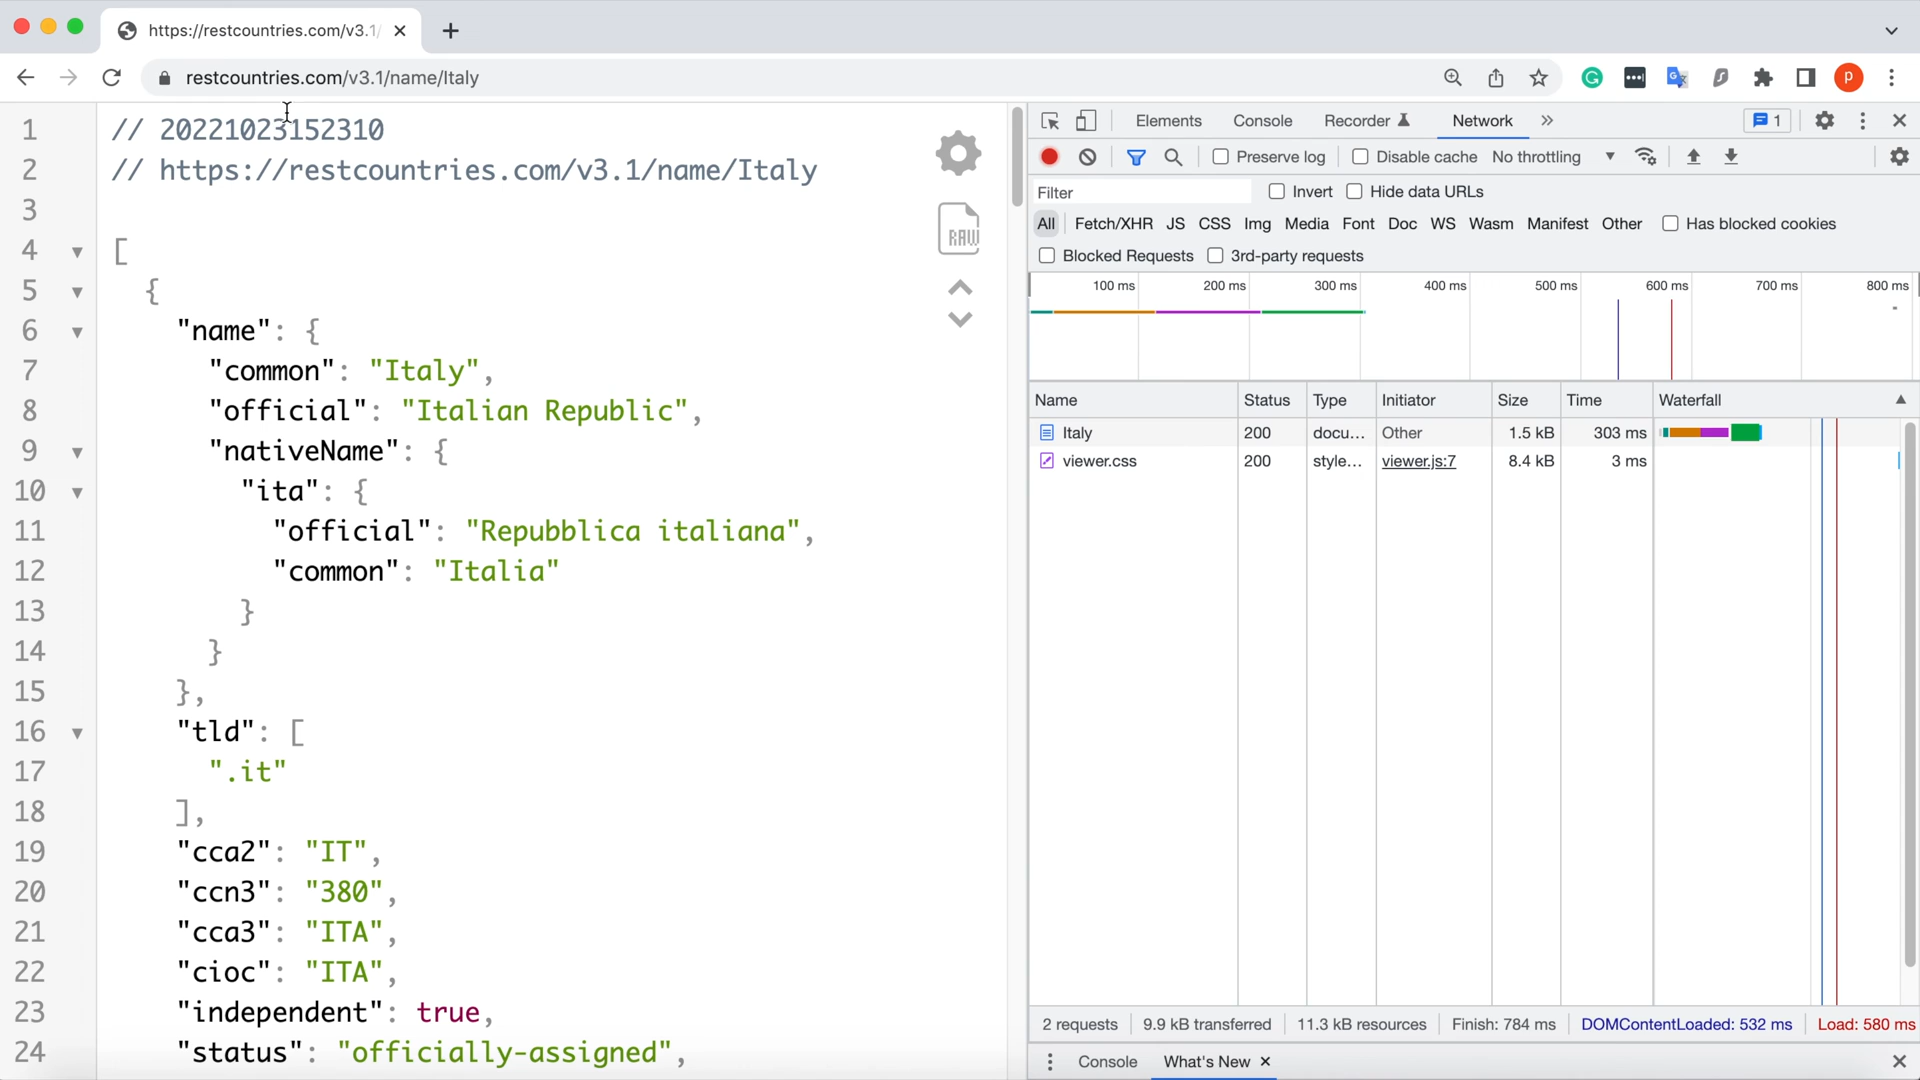 https://restcountries.com/v3.1/
restcountries.com/v3.1/name/Italy
P
1 // 20221023152310
2 // https://restcountries.com/v3.1/name/Italy
3
4 [
5 {
6 "name": {
7 "common": "Italy",
8 "official": "Italian Republic",
9 "nativeName": {
10 "ita": {
11 "official": "Repubblica italiana",
12 "common": "Italia"
13 }
14 }
15 },
16 "tld": [
17 ".it"
18 ],
19 "cca2": "IT",
20 "ccn3": "380",
21 "cca3": "ITA",
22 "cioc": "ITA",
23 "independent": true,
24 "status": "officially-assigned",
RAW
Elements Console Recorder Network » 1
Preserve log Disable cache No throttling
Filter Invert Hide data URLs
All Fetch/XHR JS CSS Img Media Font Doc WS Wasm Manifest Other Has blocked cookies
Blocked Requests 3rd-party requests
100 ms 200 ms 300 ms 400 ms 500 ms 600 ms 700 ms 800 ms
Name Status Type Initiator Size Time Waterfall
Italy 200 docu... Other 1.5 kB 303 ms
viewer.css 200 style... viewer.js:7 8.4 kB 3 ms
2 requests 9.9 kB transferred 11.3 kB resources Finish: 784 ms DOMContentLoaded: 532 ms Load: 580 ms
Console What's New